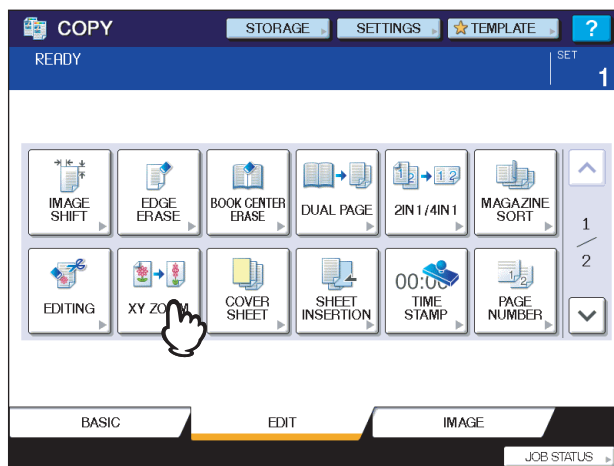 COPY
STORAGE
SETTINGS
TEMPLATE
?
READY
SET
1
IMAGE
SHIFT
EDGE
ERASE
BOOK CENTER
ERASE
DUAL PAGE
2IN1/4IN1
MAGAZINE
SORT
1
2
EDITING
XY ZOOM
COVER
SHEET
SHEET
INSERTION
00:00
TIME
STAMP
PAGE
NUMBER
BASIC
EDIT
IMAGE
JOB STATUS